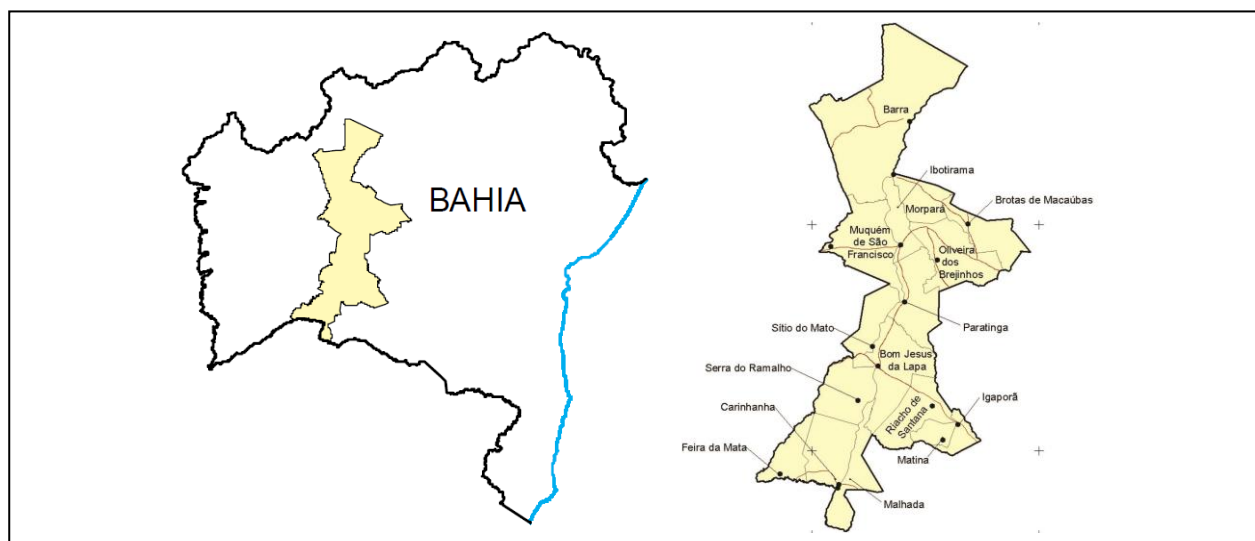 BAHIA
Barra
Ibotirama
Morpará
Brotas de Macaúbas
Muquém
de São
Francisco
Oliveira
dos
Brejinhos
Paratinga
Sítio do Mato
Bom Jesus
da Lapa
Serra do Ramalho
Igaporã
Carinhanha
Riacho de
Santana
Feira da Mata
Matina
Malhada